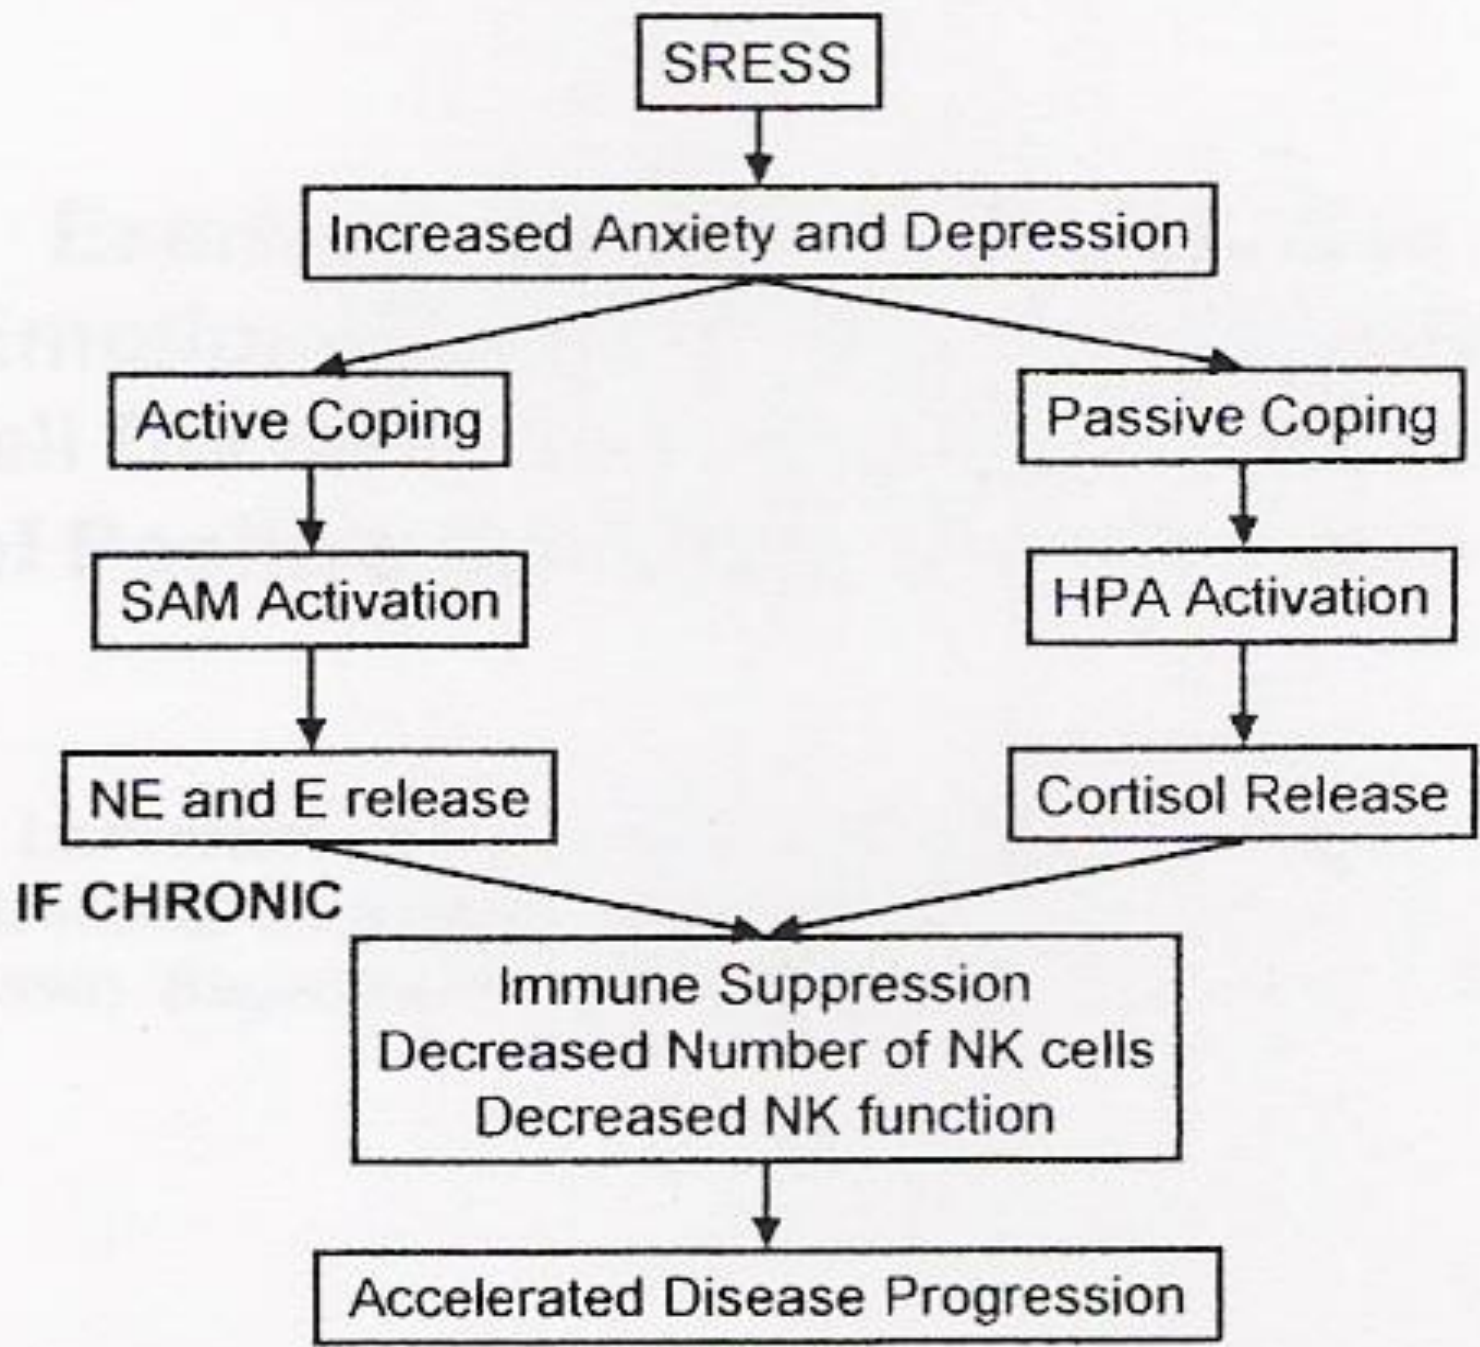 SRESS
Increased Anxiety and Depression
Active Coping
Passive Coping
SAM Activation
HPA Activation
NE and E release
Cortisol Release
IF CHRONIC
Immune Suppression
Decreased Number of NK cells
Decreased NK function
Accelerated Disease Progression